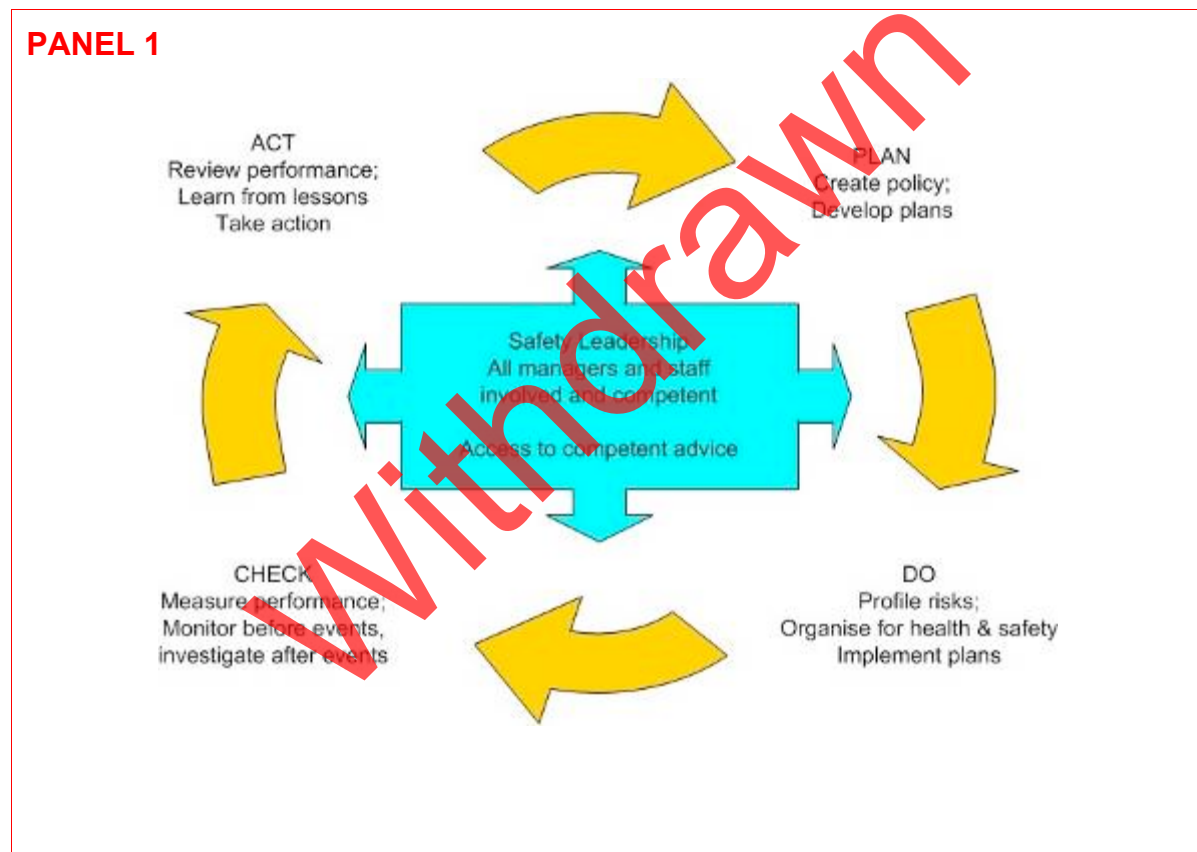 PANEL 1
ACT
Review performance;
Learn from lessons
Take action
PLAN
Create policy;
Develop plans
Safety Leadership
All managers and staff
involved and competent
Access to competent advice
CHECK
Measure performance;
Monitor before events,
investigate after events
DO
Profile risks;
Organise for health & safety
Implement plans
Withdrawn